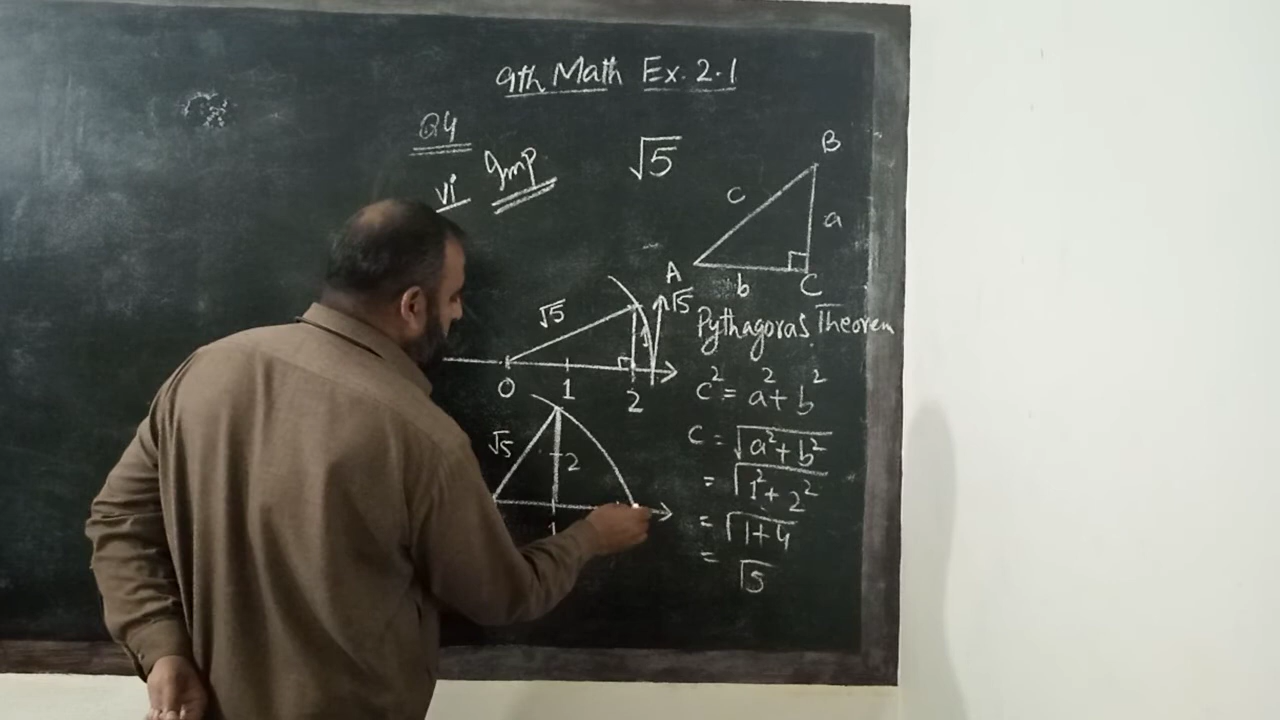 9th Math Ex. 2.1
Q4
vi Imp
√5
B
c
a
A
b
C
√5
√5
1
0
1
2
√5
2
1
Pythagoras Theorem
c² = a² + b²
c = √a² + b²
= √1² + 2²
= √1+4
= √5